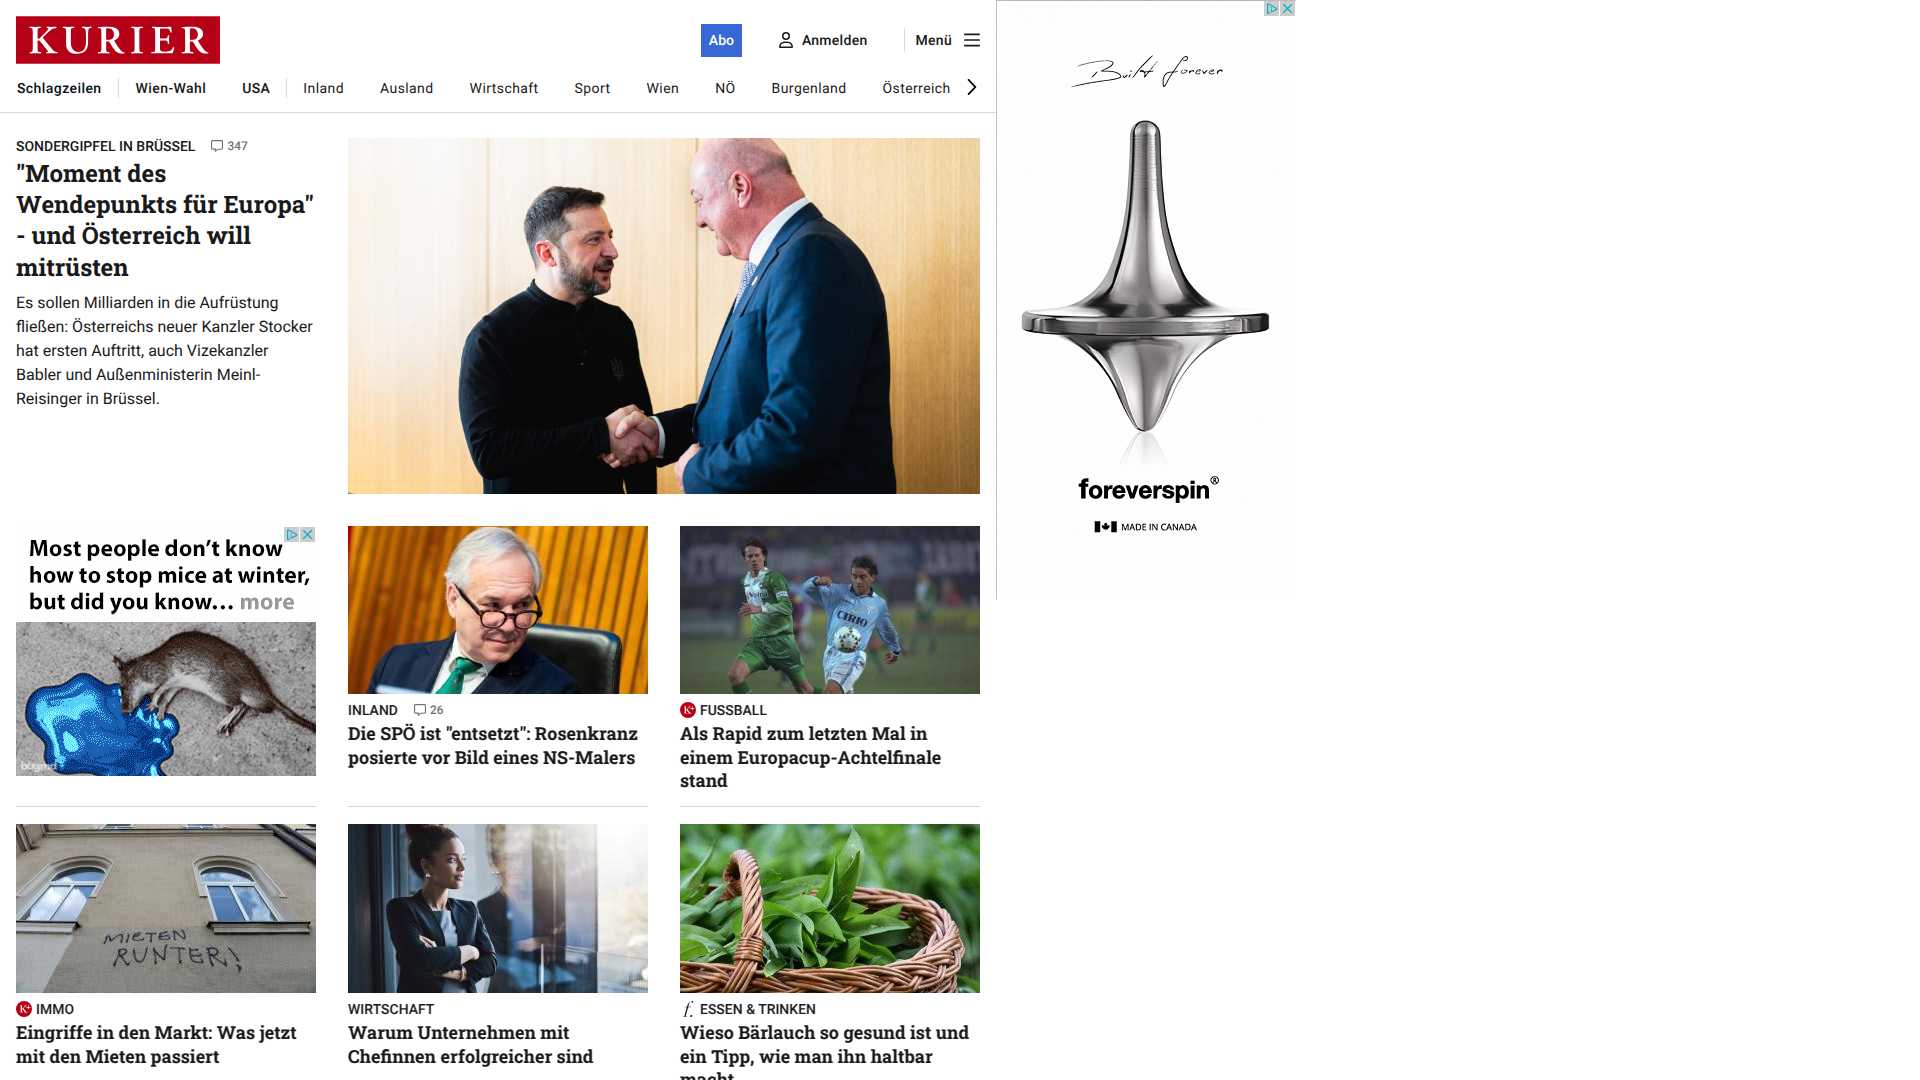 KURIER
Abo
Anmelden
Menü
Schlagzeilen
Wien-Wahl
USA
Inland
Ausland
Wirtschaft
Sport
Wien
NÖ
Burgenland
Österreich
SONDERGIPFEL IN BRÜSSEL 347
"Moment des
Wendepunkts für Europa"
- und Österreich will
mitrüsten
Es sollen Milliarden in die Aufrüstung
fließen: Österreichs neuer Kanzler Stocker
hat ersten Auftritt, auch Vizekanzler
Babler und Außenministerin Meinl-
Reisinger in Brüssel.
Built forever
foreverspin®
MADE IN CANADA
Most people don't know
how to stop mice at winter,
but did you know... more
INLAND 26
Die SPÖ ist "entsetzt": Rosenkranz
posierte vor Bild eines NS-Malers
CIRIO
K+ FUSSBALL
Als Rapid zum letzten Mal in
einem Europacup-Achtelfinale
stand
MIETEN
RUNTER!
K+ IMMO
Eingriffe in den Markt: Was jetzt
mit den Mieten passiert
WIRTSCHAFT
Warum Unternehmen mit
Chefinnen erfolgreicher sind
f. ESSEN & TRINKEN
Wieso Bärlauch so gesund ist und
ein Tipp, wie man ihn haltbar
macht